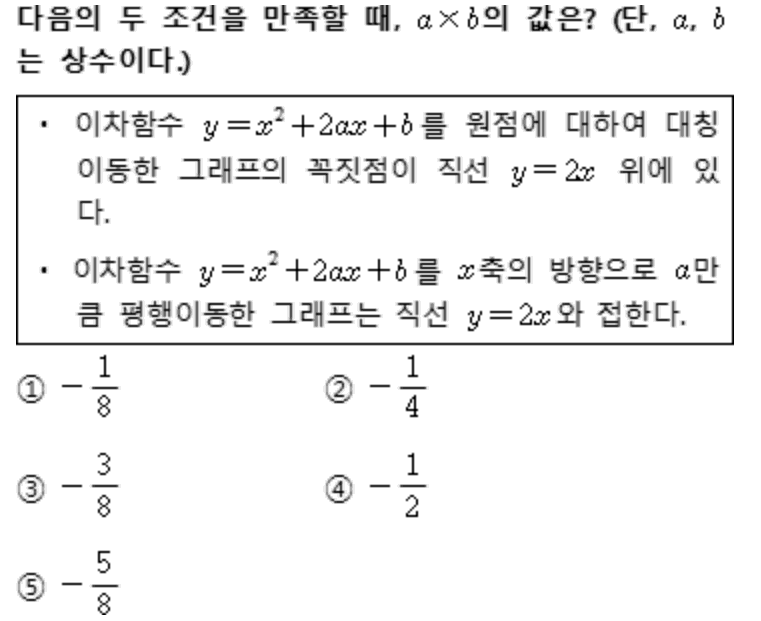 다음의 두 조건을 만족할 때, a×b의 값은? (단, a, b
는 상수이다.)
· 이차함수 y=x²+2ax+b를 원점에 대하여 대칭
이동한 그래프의 꼭짓점이 직선 y=2x 위에 있
다.
· 이차함수 y=x²+2ax+b를 x축의 방향으로 a만
큼 평행이동한 그래프는 직선 y=2x와 접한다.
① -1/8 ② -1/4
③ -3/8 ④ -1/2
⑤ -5/8